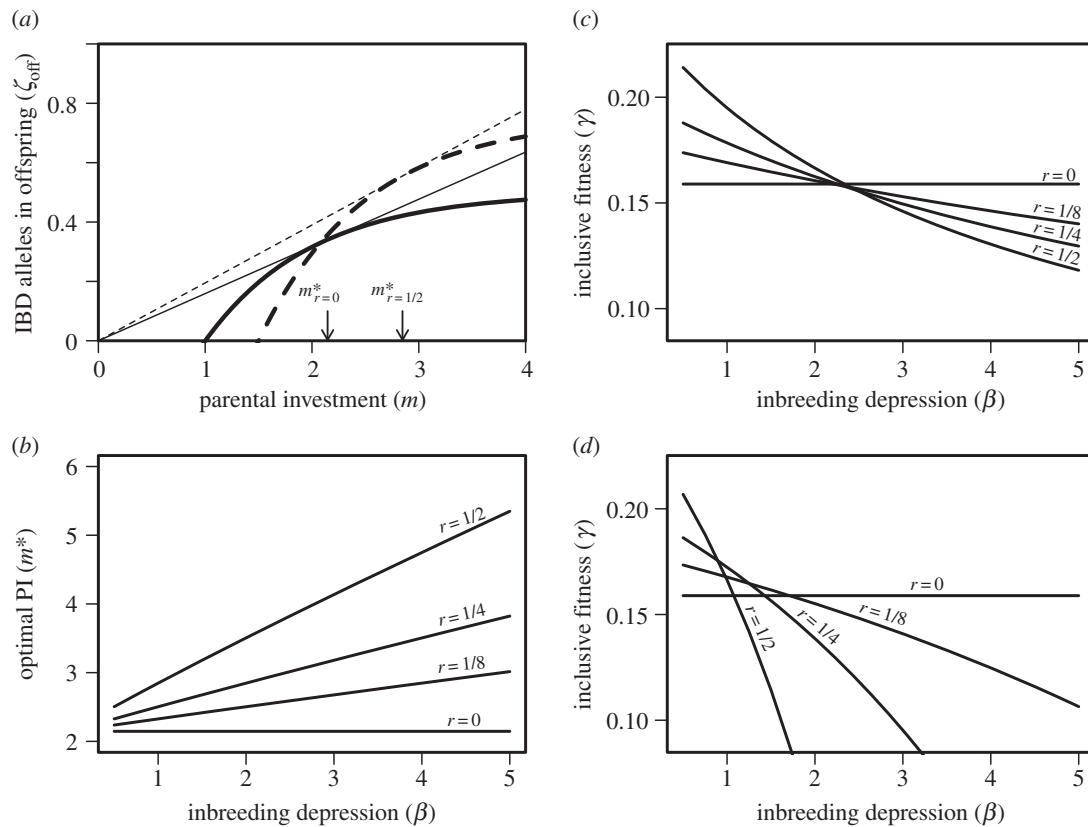 (a)
IBD alleles in offspring (ζoff)
0.8
0.4
0
m*r=0
m*r=1/2
0 1 2 3 4
parental investment (m)
(b)
optimal PI (m*)
6
5
4
3
2
r = 1/2
r = 1/4
r = 1/8
r = 0
1 2 3 4 5
inbreeding depression (β)
(c)
inclusive fitness (γ)
0.20
0.15
0.10
r = 0
r = 1/8
r = 1/4
r = 1/2
1 2 3 4 5
inbreeding depression (β)
(d)
inclusive fitness (γ)
0.20
0.15
0.10
r = 0
r = 1/8
r = 1/4
r = 1/2
1 2 3 4 5
inbreeding depression (β)